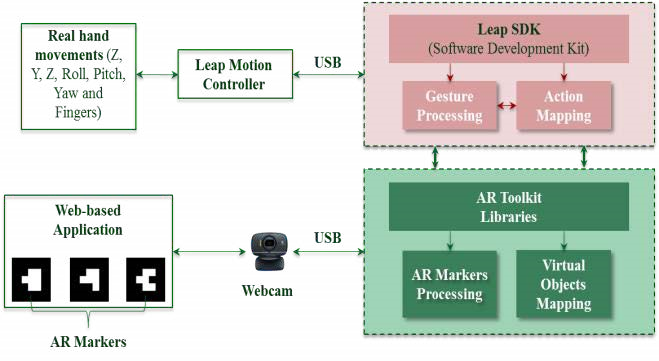 Real hand
movements (Z,
Y, Z, Roll, Pitch,
Yaw and
Fingers)
Leap Motion
Controller
USB
Leap SDK
(Software Development Kit)
Gesture
Processing
Action
Mapping
Web-based
Application
AR Markers
Webcam
USB
AR Toolkit
Libraries
AR Markers
Processing
Virtual
Objects
Mapping